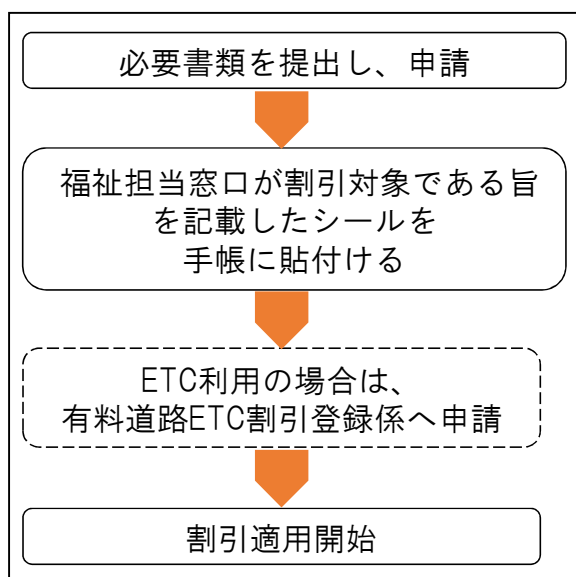 必要書類を提出し、申請
福祉担当窓口が割引対象である旨
を記載したシールを
手帳に貼付ける
ETC利用の場合は、
有料道路ETC割引登録係へ申請
割引適用開始